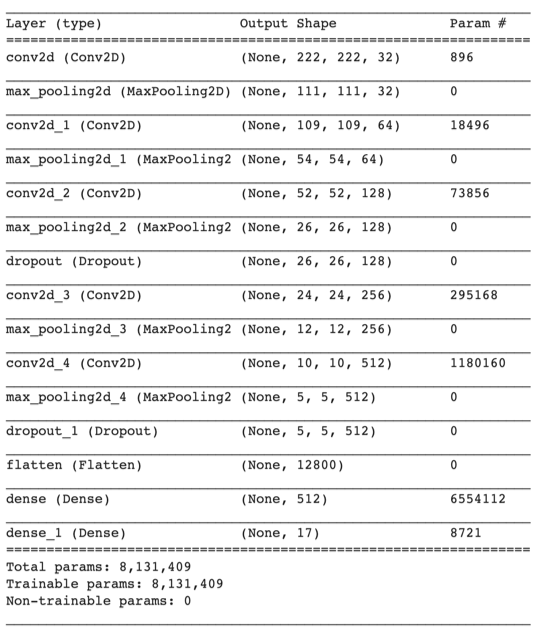 Layer (type) Output Shape Param #
=================================================================
conv2d (Conv2D) (None, 222, 222, 32) 896
max_pooling2d (MaxPooling2D) (None, 111, 111, 32) 0
conv2d_1 (Conv2D) (None, 109, 109, 64) 18496
max_pooling2d_1 (MaxPooling2 (None, 54, 54, 64) 0
conv2d_2 (Conv2D) (None, 52, 52, 128) 73856
max_pooling2d_2 (MaxPooling2 (None, 26, 26, 128) 0
dropout (Dropout) (None, 26, 26, 128) 0
conv2d_3 (Conv2D) (None, 24, 24, 256) 295168
max_pooling2d_3 (MaxPooling2 (None, 12, 12, 256) 0
conv2d_4 (Conv2D) (None, 10, 10, 512) 1180160
max_pooling2d_4 (MaxPooling2 (None, 5, 5, 512) 0
dropout_1 (Dropout) (None, 5, 5, 512) 0
flatten (Flatten) (None, 12800) 0
dense (Dense) (None, 512) 6554112
dense_1 (Dense) (None, 17) 8721
=================================================================
Total params: 8,131,409
Trainable params: 8,131,409
Non-trainable params: 0